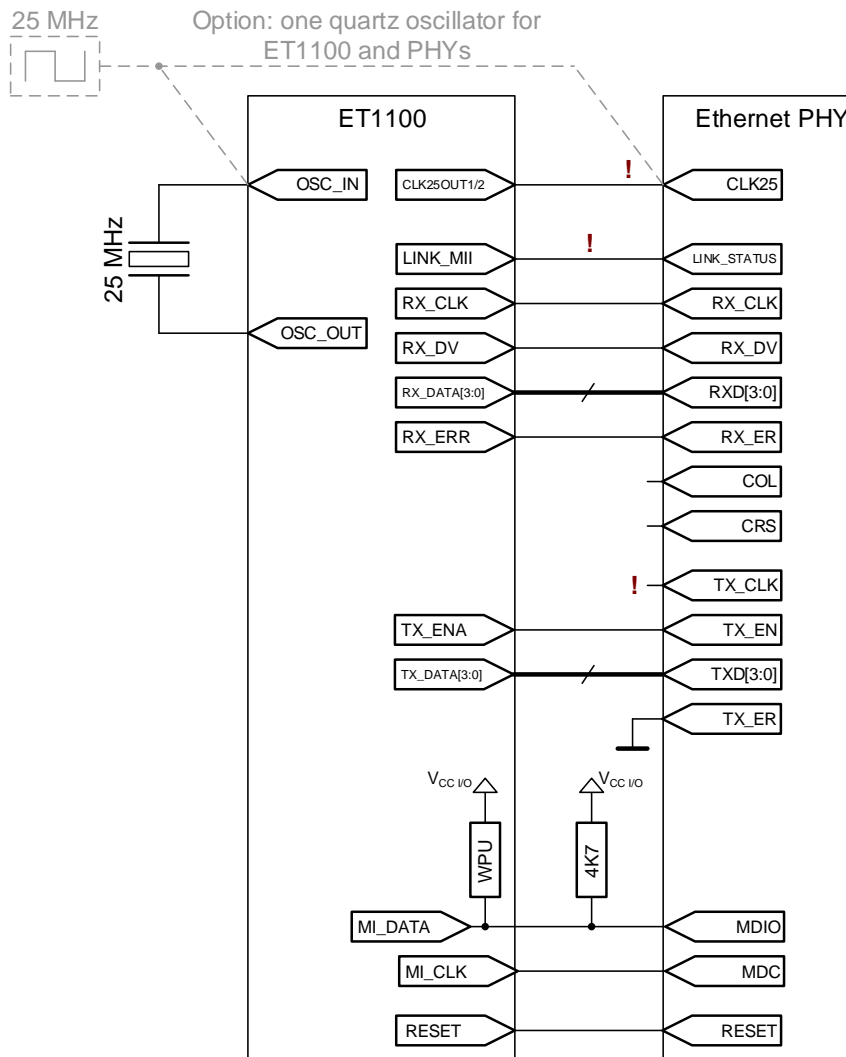 25 MHz
Option: one quartz oscillator for
ET1100 and PHYs
ET1100
Ethernet PHY
OSC_IN
CLK25OUT1/2
!
CLK25
25 MHz
LINK_MII
!
LINK_STATUS
RX_CLK
RX_CLK
OSC_OUT
RX_DV
RX_DV
RX_DATA[3:0]
RXD[3:0]
RX_ERR
RX_ER
COL
CRS
!
TX_CLK
TX_ENA
TX_EN
TX_DATA[3:0]
TXD[3:0]
TX_ER
VCC I/O
VCC I/O
WPU
4K7
MI_DATA
MDIO
MI_CLK
MDC
RESET
RESET